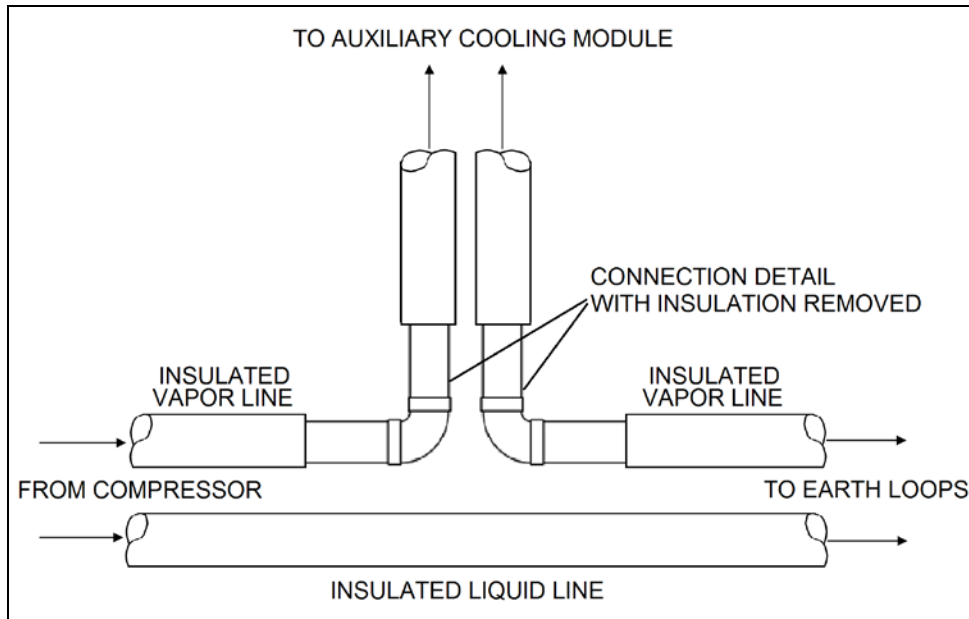 TO AUXILIARY COOLING MODULE
CONNECTION DETAIL
WITH INSULATION REMOVED
INSULATED
VAPOR LINE
INSULATED
VAPOR LINE
FROM COMPRESSOR
TO EARTH LOOPS
INSULATED LIQUID LINE